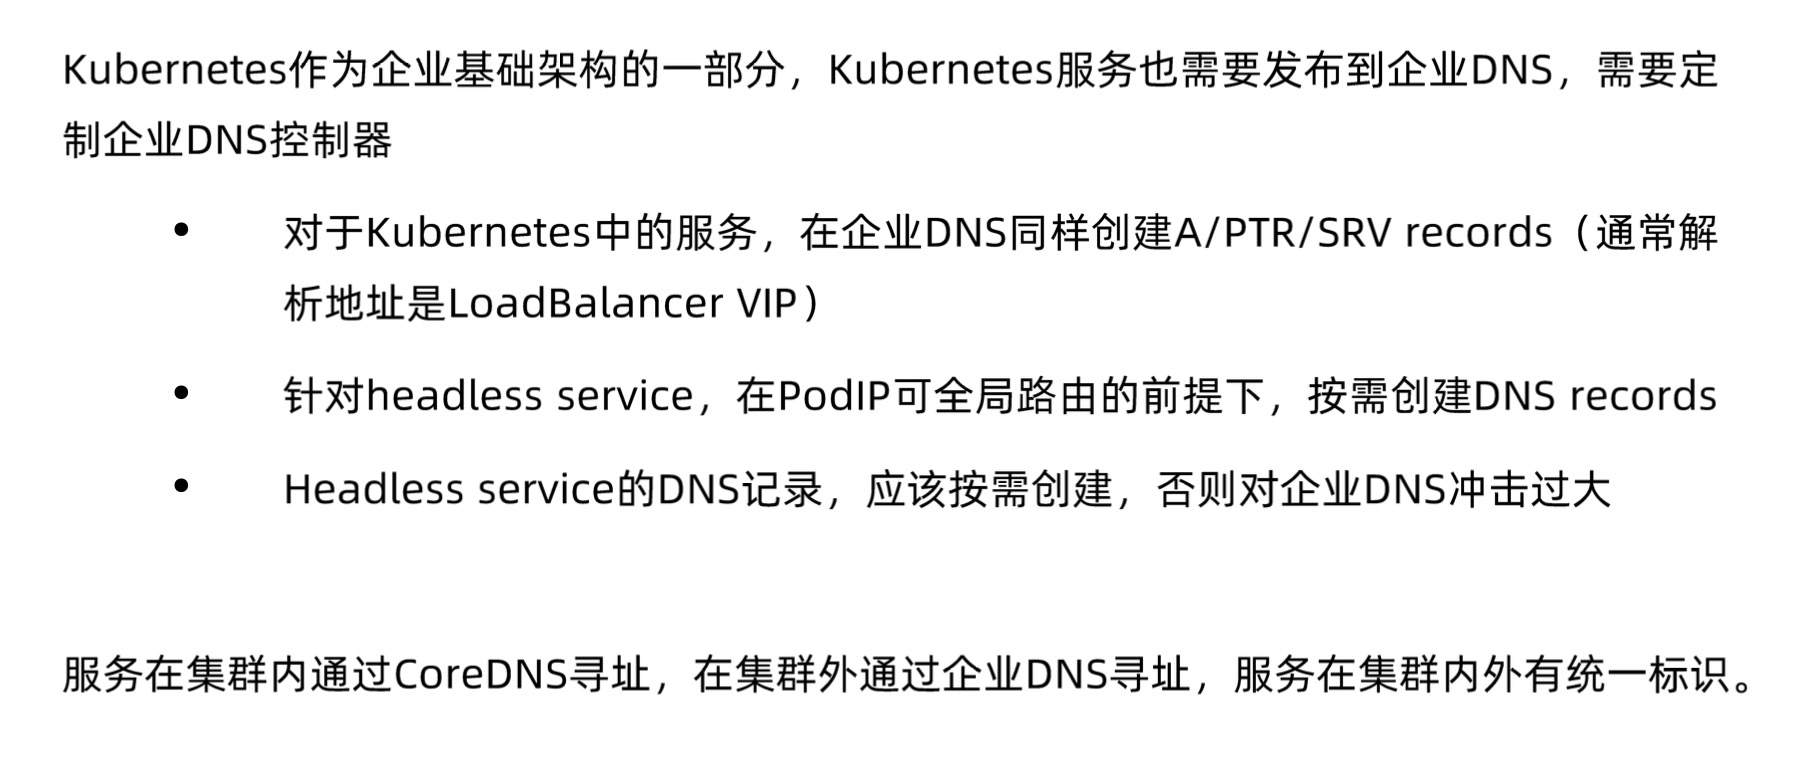 Kubernetes作为企业基础架构的一部分，Kubernetes服务也需要发布到企业DNS，需要定
制企业DNS控制器
• 对于Kubernetes中的服务，在企业DNS同样创建A/PTR/SRV records（通常解
析地址是LoadBalancer VIP）
• 针对headless service，在PodIP可全局路由的前提下，按需创建DNS records
• Headless service的DNS记录，应该按需创建，否则对企业DNS冲击过大
服务在集群内通过CoreDNS寻址，在集群外通过企业DNS寻址，服务在集群内外有统一标识。